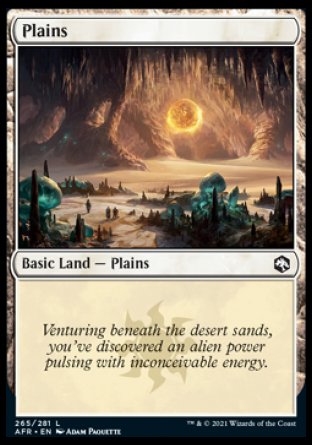 Plains
Basic Land — Plains
Venturing beneath the desert sands,
you've discovered an alien power
pulsing with inconceivable energy.
265/281 L
AFR • EN Adam Paquette
™ & © 2021 Wizards of the Coast